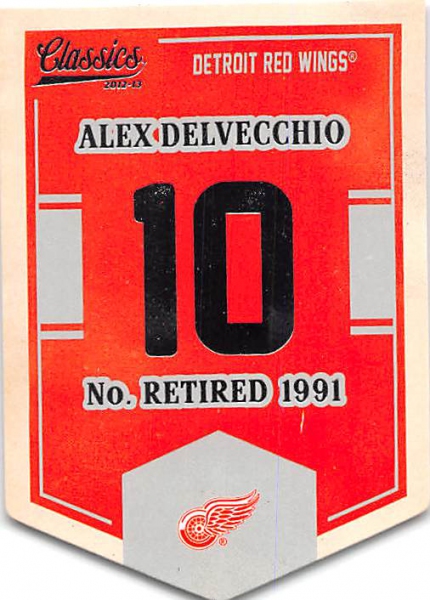 Classics
2012-13
DETROIT RED WINGS®
ALEX DELVECCHIO
10
No. RETIRED 1991
®